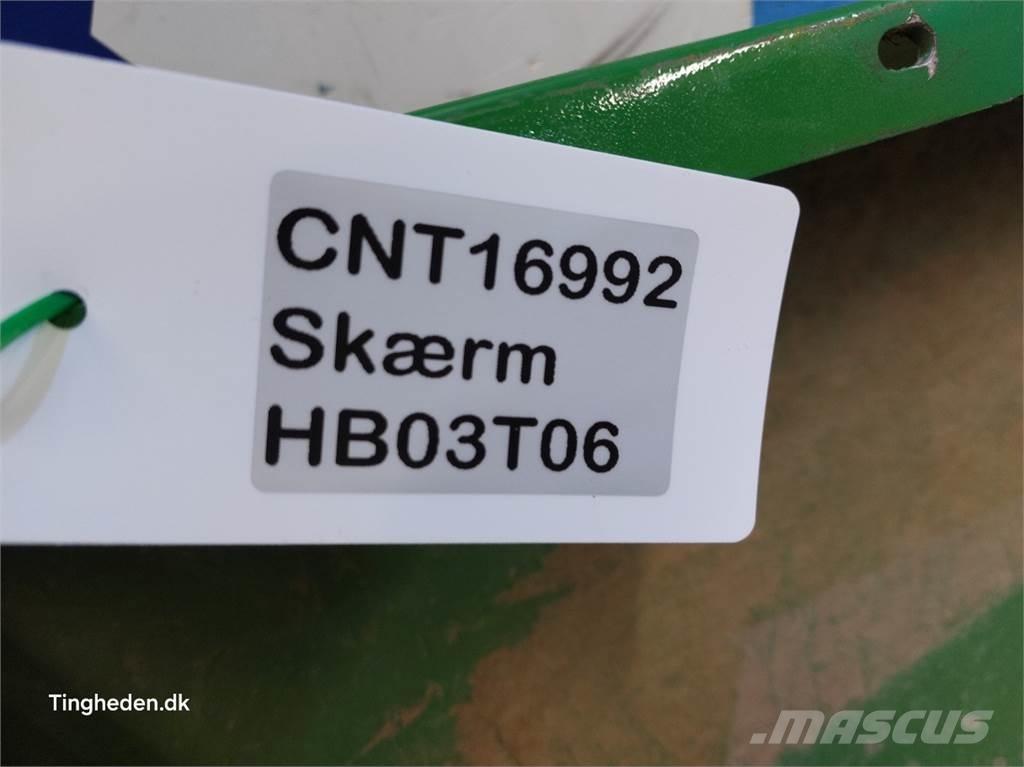 CNT16992
Skærm
HB03T06
Tingheden.dk
MASCUS